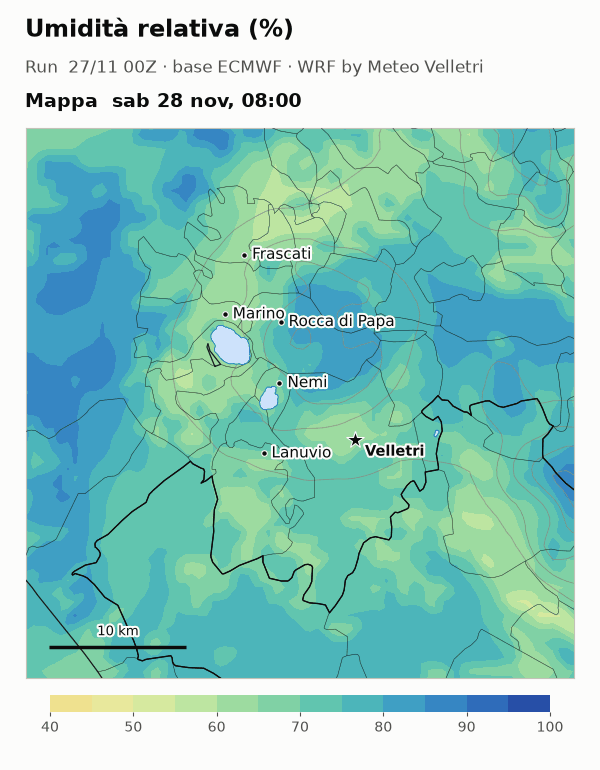 Umidità relativa (%)
Run  27/11 00Z · base ECMWF · WRF by Meteo Velletri
Mappa  sab 28 nov, 08:00
Frascati
Marino
Rocca di Papa
Nemi
Velletri
Lanuvio
10 km
40 50 60 70 80 90 100